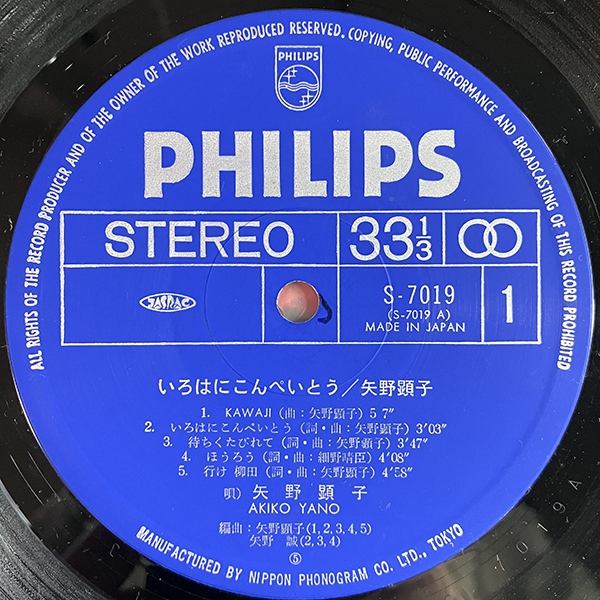 ALL RIGHTS OF THE RECORD PRODUCER AND OF THE OWNER OF THE WORK REPRODUCED RESERVED. COPYING, PUBLIC PERFORMANCE AND BROADCASTING OF THIS RECORD PROHIBITED
PHILIPS
PHILIPS
STEREO 33 1/3
JASRAC
S-7019
(S-7019 A)
MADE IN JAPAN
1
いろはにこんぺいとう/矢野顕子
1. KAWAJI (曲:矢野顕子) 5′7″
2. いろはにこんぺいとう (詞・曲:矢野顕子) 3′03″
3. 待ちくたびれて (詞・曲:矢野顕子) 3′47″
4. ほうろう (詞・曲:細野晴臣) 4′08″
5. 行け 柳田 (詞・曲:矢野顕子) 4′58″
唄) 矢野顕子
AKIKO YANO
編曲:矢野顕子(1,2,3,4,5)
矢野 誠(2,3,4)
⑤
MANUFACTURED BY NIPPON PHONOGRAM CO. LTD., TOKYO
7019A